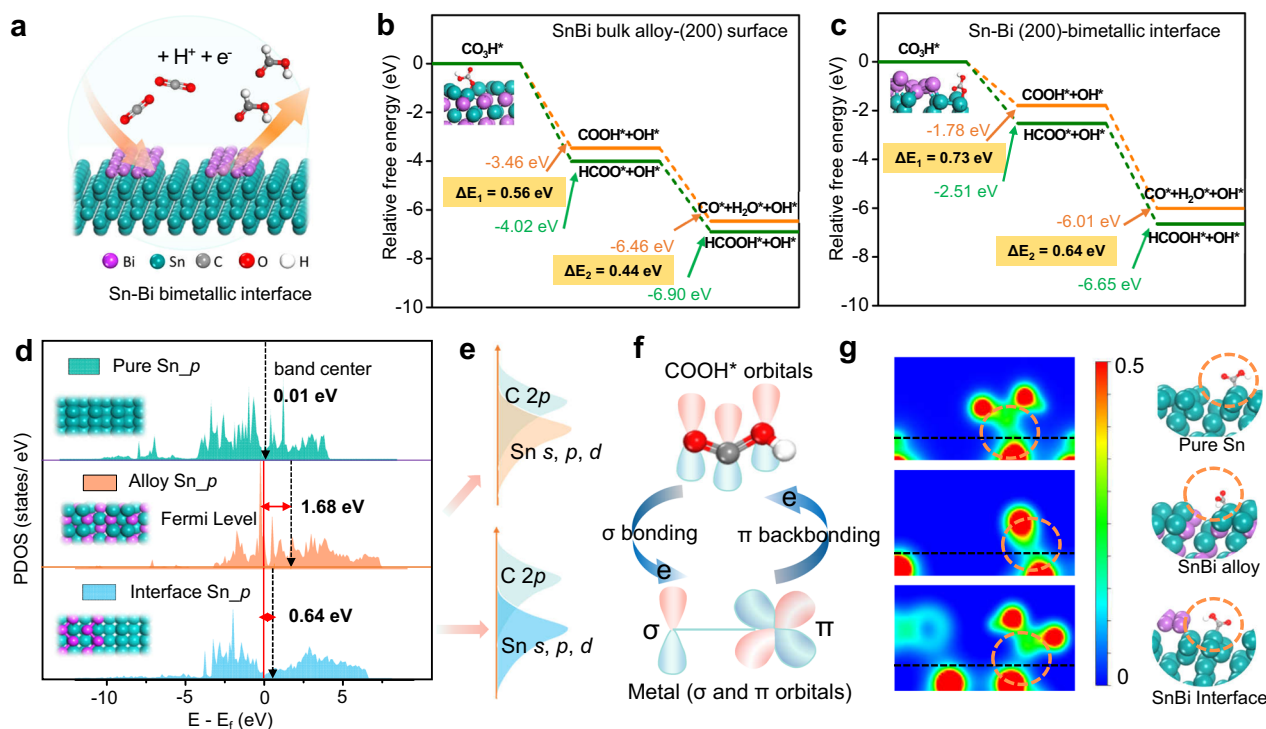 a
+ H⁺ + e⁻
Bi Sn C O H
Sn-Bi bimetallic interface
b
SnBi bulk alloy-(200) surface
Relative free energy (eV)
0
-2
-4
-6
-8
-10
CO₃H*
COOH*+OH*
-3.46 eV
HCOO*+OH*
ΔE₁ = 0.56 eV
-4.02 eV
CO*+H₂O*+OH*
-6.46 eV
HCOOH*+OH*
ΔE₂ = 0.44 eV
-6.90 eV
c
Sn-Bi (200)-bimetallic interface
Relative free energy (eV)
0
-2
-4
-6
-8
-10
CO₃H*
COOH*+OH*
-1.78 eV
HCOO*+OH*
ΔE₁ = 0.73 eV
-2.51 eV
CO*+H₂O*+OH*
-6.01 eV
HCOOH*+OH*
ΔE₂ = 0.64 eV
-6.65 eV
d
PDOS (states/ eV)
Pure Sn_p
band center
0.01 eV
Alloy Sn_p
Fermi Level
1.68 eV
Interface Sn_p
0.64 eV
-10 -5 0 5
E - E_f (eV)
e
C 2p
Sn s, p, d
C 2p
Sn s, p, d
f
COOH* orbitals
σ bonding
e
e
π backbonding
σ
π
Metal (σ and π orbitals)
g
0.5
0
Pure Sn
SnBi alloy
SnBi Interface